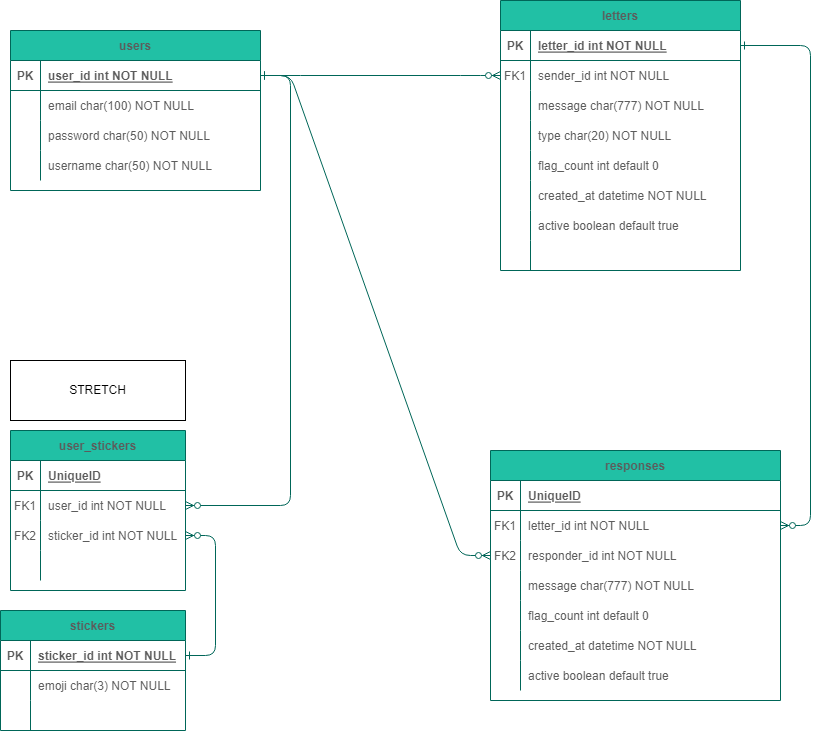 users
PK user_id int NOT NULL
email char(100) NOT NULL
password char(50) NOT NULL
username char(50) NOT NULL
letters
PK letter_id int NOT NULL
FK1 sender_id int NOT NULL
message char(777) NOT NULL
type char(20) NOT NULL
flag_count int default 0
created_at datetime NOT NULL
active boolean default true
STRETCH
user_stickers
PK UniqueID
FK1 user_id int NOT NULL
FK2 sticker_id int NOT NULL
stickers
PK sticker_id int NOT NULL
emoji char(3) NOT NULL
responses
PK UniqueID
FK1 letter_id int NOT NULL
FK2 responder_id int NOT NULL
message char(777) NOT NULL
flag_count int default 0
created_at datetime NOT NULL
active boolean default true